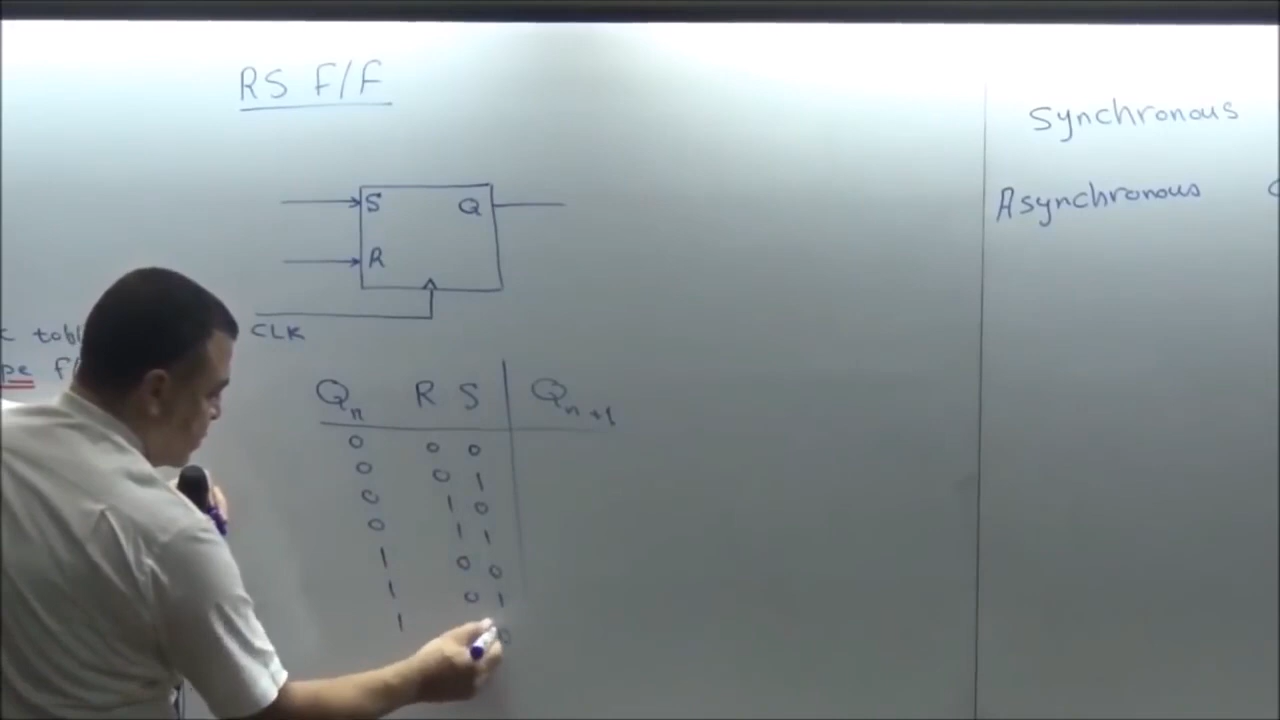 RS F/F
Synchronous
Asynchronous
S Q
R
CLK
Qn R S Qn+1
0 0 0
0 0 1
0 1 0
0 1 1
1 0 0
1 0 1
1 0